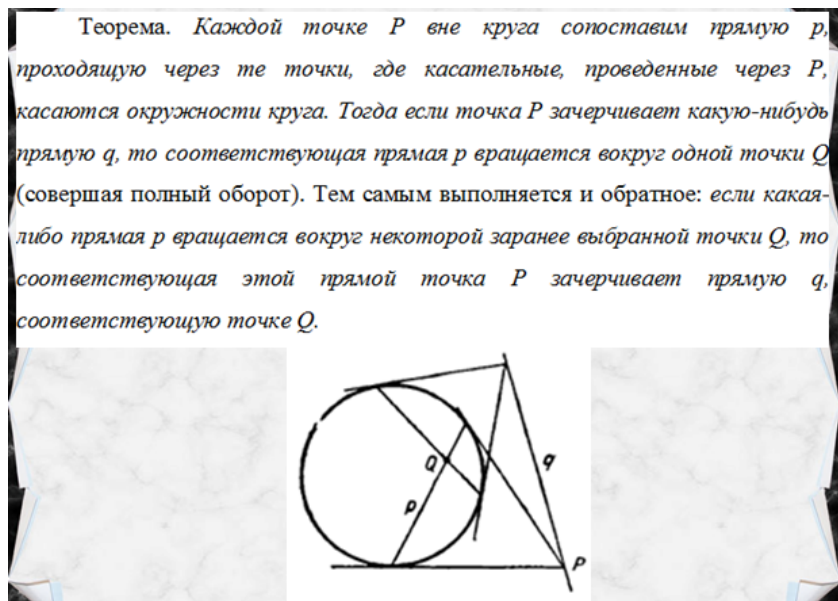 Теорема. Каждой точке P вне круга сопоставим прямую p,
проходящую через те точки, где касательные, проведенные через P,
касаются окружности круга. Тогда если точка P зачерчивает какую-нибудь
прямую q, то соответствующая прямая p вращается вокруг одной точки Q
(совершая полный оборот). Тем самым выполняется и обратное: если какая-
либо прямая p вращается вокруг некоторой заранее выбранной точки Q, то
соответствующая этой прямой точка P зачерчивает прямую q,
соответствующую точке Q.
Q
q
p
P